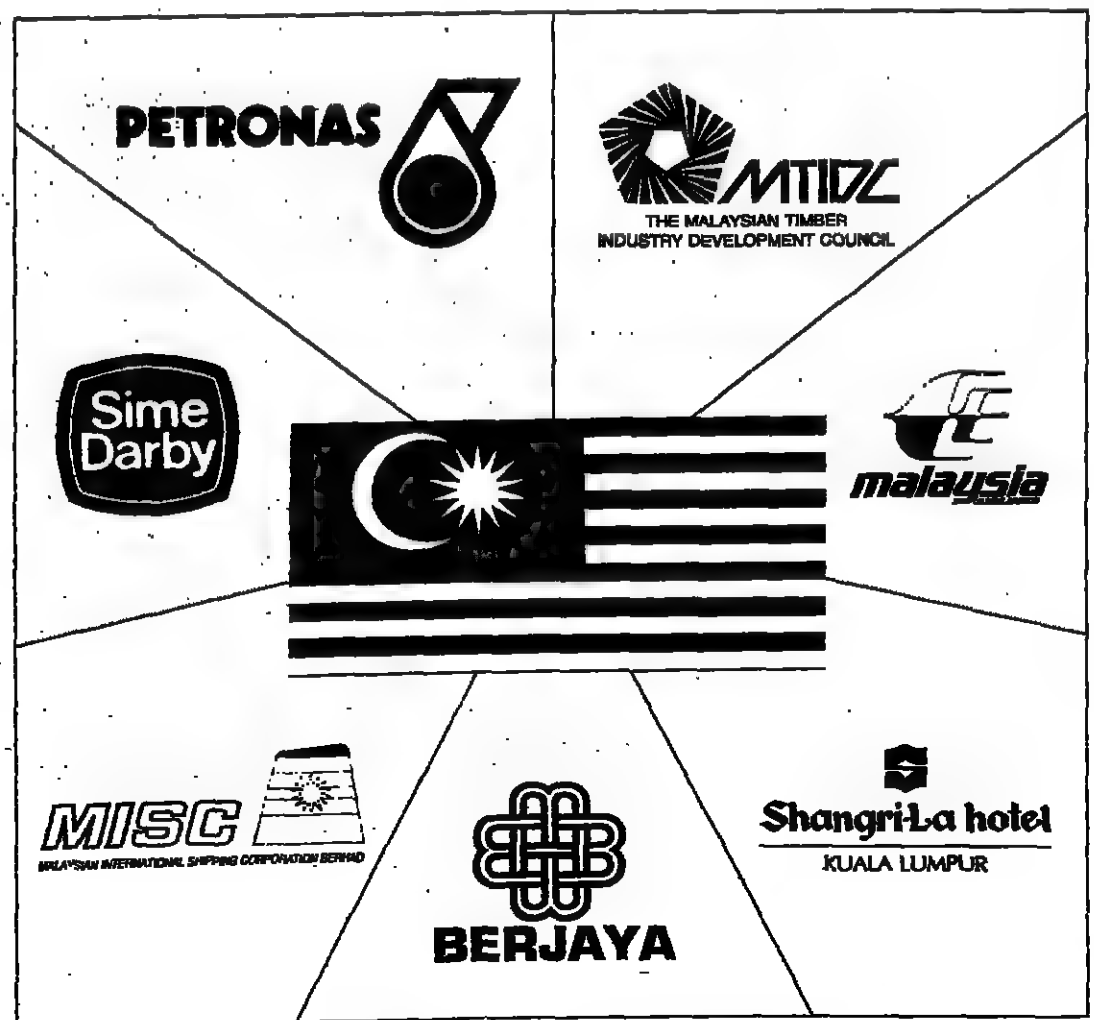 PETRONAS
MTIDC
THE MALAYSIAN TIMBER
INDUSTRY DEVELOPMENT COUNCIL
Sime
Darby
malaysia
MISC
MALAYSIAN INTERNATIONAL SHIPPING CORPORATION BERHAD
BERJAYA
Shangri-La hotel
KUALA LUMPUR